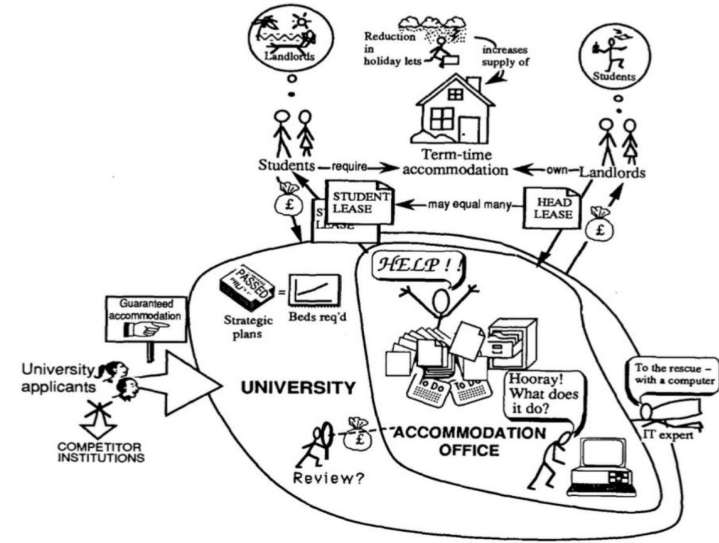 Landlords
Reduction
in
holiday lets
increases
supply of
Students
Students
require
Term-time
accommodation
own
Landlords
£
STUDENT
LEASE
LEASE
may equal many
HEAD
LEASE
£
HELP ! !
PASSED
=
Strategic
plans
Beds req'd
Guaranteed
accommodation
University
applicants
COMPETITOR
INSTITUTIONS
UNIVERSITY
To Do
To Do
Hooray!
What does
it do?
To the rescue –
with a computer
IT expert
ACCOMMODATION
OFFICE
£
Review?